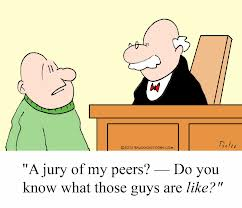 "A jury of my peers? — Do you
know what those guys are like?"